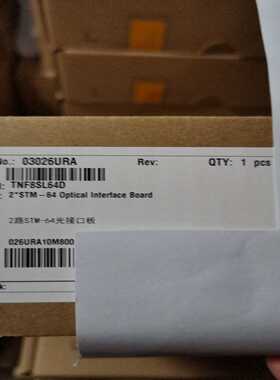 No.: 03026URA Rev: QTY: 1 pcs
TNF8SL64D
2*STM-64 Optical Interface Board
2路STM-64光接口板
026URA10M800